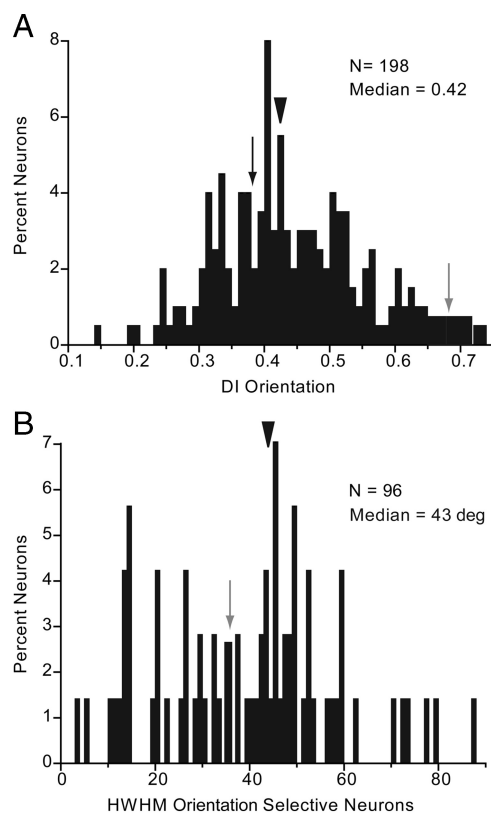 A
8
N= 198
Median = 0.42
6
Percent Neurons
4
2
0
0.1 0.2 0.3 0.4 0.5 0.6 0.7
DI Orientation
B
7
N = 96
6
Median = 43 deg
5
Percent Neurons
4
3
2
1
0
0 20 40 60 80
HWHM Orientation Selective Neurons